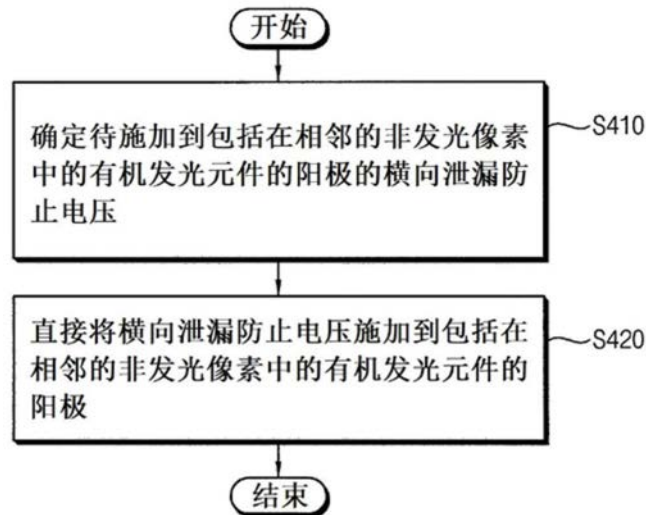 开始
确定待施加到包括在相邻的非发光像素
中的有机发光元件的阳极的横向泄漏防
止电压
S410
直接将横向泄漏防止电压施加到包括在
相邻的非发光像素中的有机发光元件的
阳极
S420
结束